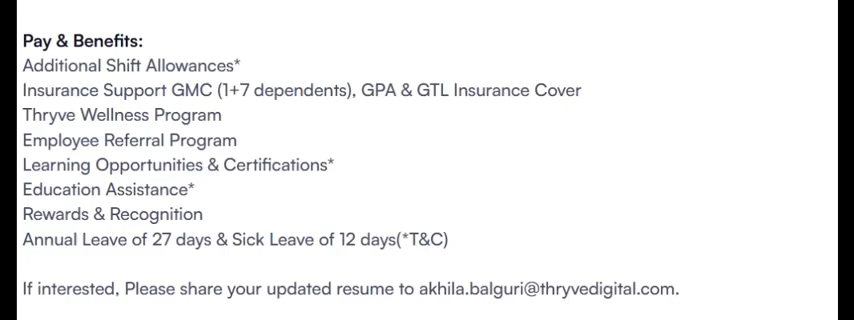 Pay & Benefits:
Additional Shift Allowances*
Insurance Support GMC (1+7 dependents), GPA & GTL Insurance Cover
Thryve Wellness Program
Employee Referral Program
Learning Opportunities & Certifications*
Education Assistance*
Rewards & Recognition
Annual Leave of 27 days & Sick Leave of 12 days(*T&C)
If interested, Please share your updated resume to akhila.balguri@thryvedigital.com.